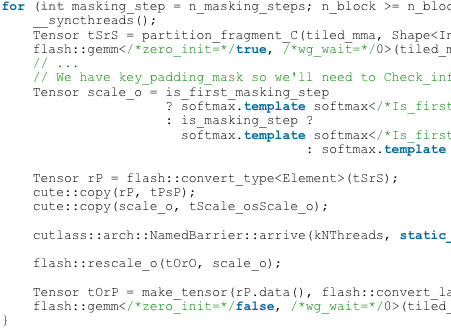 for (int masking_step = n_masking_steps; n_block >= n_bloc
__syncthreads();
Tensor tSrS = partition_fragment_C(tiled_mma, Shape<In
flash::gemm</*zero_init=*/true, /*wg_wait=*/0>(tiled_m
// ...
// We have key_padding_mask so we'll need to Check_inf
Tensor scale_o = is_first_masking_step
? softmax.template softmax</*Is_first
: is_masking_step ?
softmax.template softmax</*Is_first
: softmax.template
Tensor rP = flash::convert_type<Element>(tSrS);
cute::copy(rP, tPsP);
cute::copy(scale_o, tScale_osScale_o);
cutlass::arch::NamedBarrier::arrive(kNThreads, static_
flash::rescale_o(tOrO, scale_o);
Tensor tOrP = make_tensor(rP.data(), flash::convert_la
flash::gemm</*zero_init=*/false, /*wg_wait=*/0>(tiled_
}